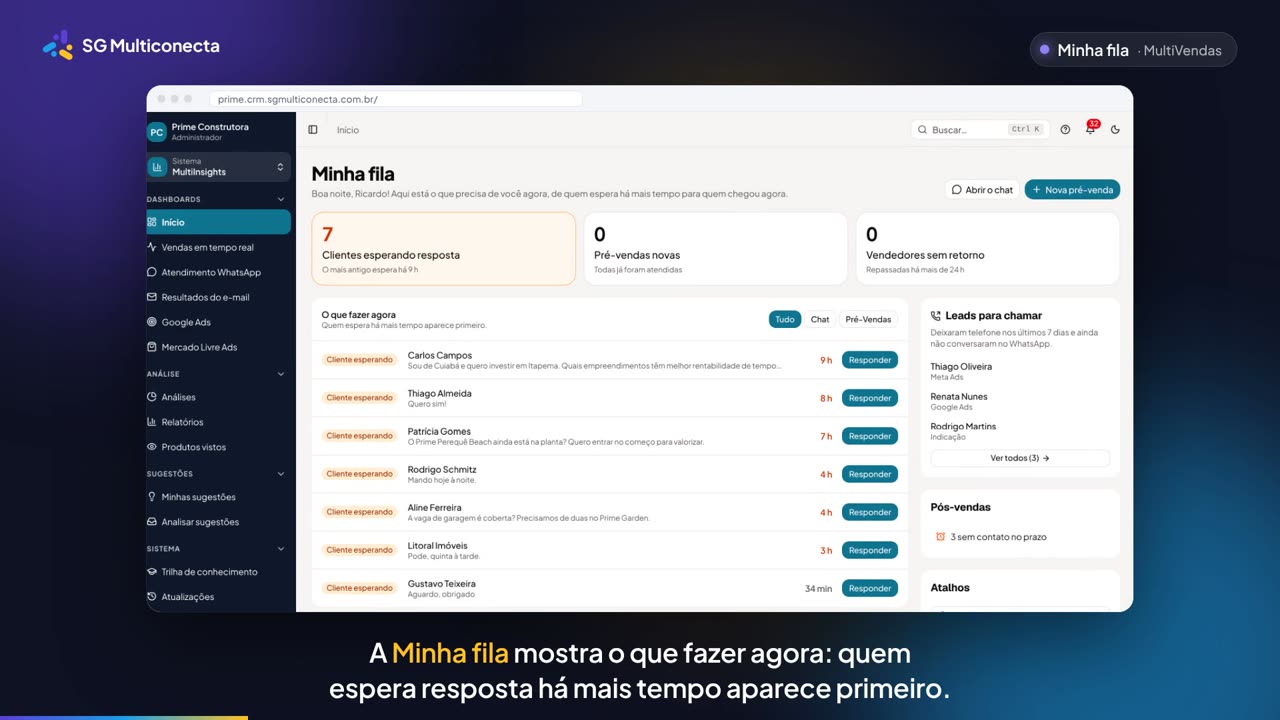 SG Multiconecta
Minha fila · MultiVendas
prime.crm.sgmulticonecta.com.br/
PC
Prime Construtora
Administrador
Sistema
MultiInsights
DASHBOARDS
Início
Vendas em tempo real
Atendimento WhatsApp
Resultados do e-mail
Google Ads
Mercado Livre Ads
ANÁLISE
Análises
Relatórios
Produtos vistos
SUGESTÕES
Minhas sugestões
Analisar sugestões
SISTEMA
Trilha de conhecimento
Atualizações
Início
Buscar...
Ctrl K
32
Minha fila
Boa noite, Ricardo! Aqui está o que precisa de você agora, de quem espera há mais tempo para quem chegou agora.
Abrir o chat
+ Nova pré-venda
7
Clientes esperando resposta
O mais antigo espera há 9 h
0
Pré-vendas novas
Todas já foram atendidas
0
Vendedores sem retorno
Repassadas há mais de 24 h
O que fazer agora
Quem espera há mais tempo aparece primeiro.
Tudo
Chat
Pré-Vendas
Cliente esperando
Carlos Campos
Sou de Cuiabá e quero investir em Itapema. Quais empreendimentos têm melhor rentabilidade de tempo...
9 h
Responder
Cliente esperando
Thiago Almeida
Quero sim!
8 h
Responder
Cliente esperando
Patrícia Gomes
O Prime Perequê Beach ainda está na planta? Quero entrar no começo para valorizar.
7 h
Responder
Cliente esperando
Rodrigo Schmitz
Mando hoje à noite.
4 h
Responder
Cliente esperando
Aline Ferreira
A vaga de garagem é coberta? Precisamos de duas no Prime Garden.
4 h
Responder
Cliente esperando
Litoral Imóveis
Pode, quinta à tarde.
3 h
Responder
Cliente esperando
Gustavo Teixeira
Aguardo, obrigado
34 min
Responder
Leads para chamar
Deixaram telefone nos últimos 7 dias e ainda
não conversaram no WhatsApp.
Thiago Oliveira
Meta Ads
Renata Nunes
Google Ads
Rodrigo Martins
Indicação
Ver todos (3) →
Pós-vendas
3 sem contato no prazo
Atalhos
A Minha fila mostra o que fazer agora: quem
espera resposta há mais tempo aparece primeiro.